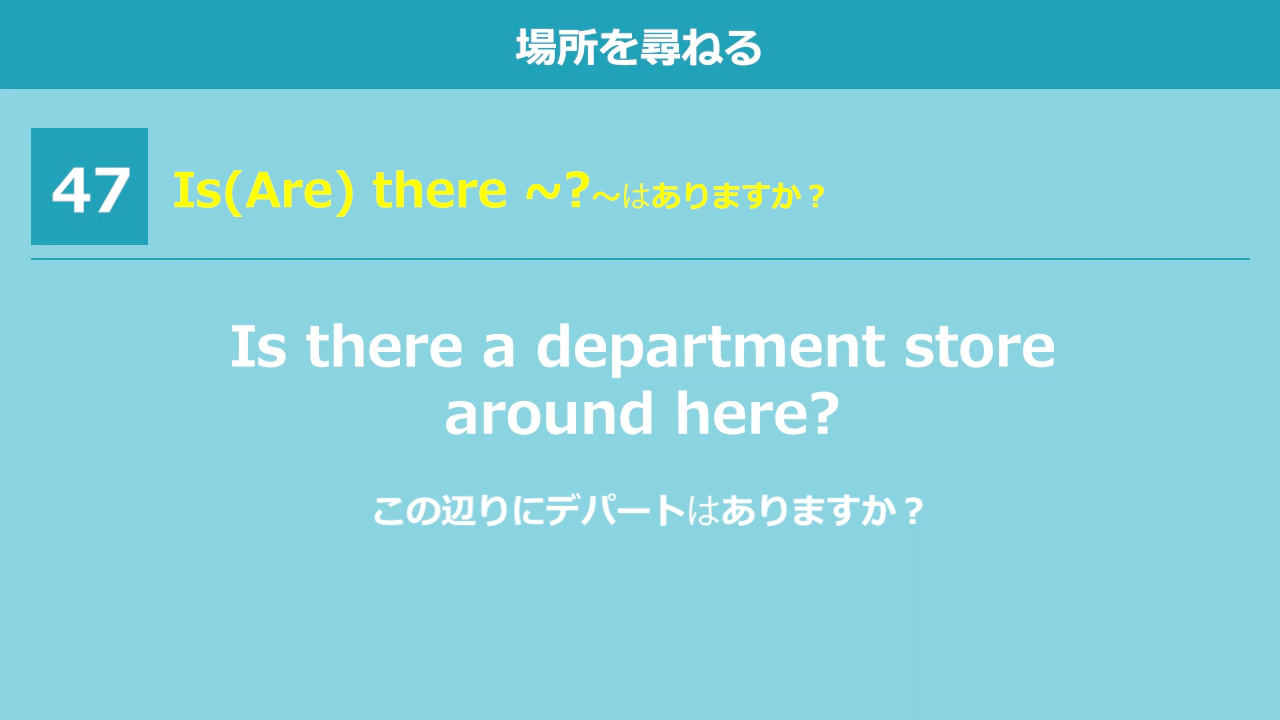 場所を尋ねる
47
Is(Are) there ~?～はありますか？
Is there a department store
around here?
この辺りにデパートはありますか？